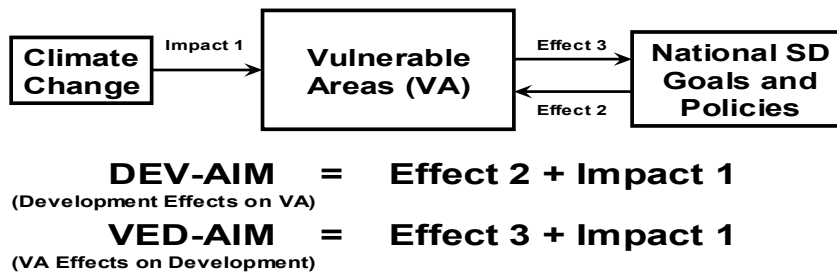 Climate
Change
Impact 1
Vulnerable
Areas (VA)
Effect 3
Effect 2
National SD
Goals and
Policies
DEV-AIM = Effect 2 + Impact 1
(Development Effects on VA)
VED-AIM = Effect 3 + Impact 1
(VA Effects on Development)